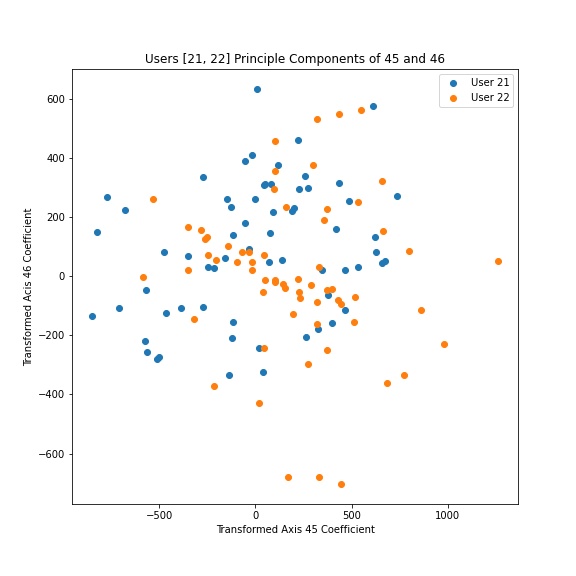 Users [21, 22] Principle Components of 45 and 46
User 21
User 22
Transformed Acis 46 Coefficient
600
400
200
0
−200
−400
−600
−500
0
500
1000
Transformed Axis 45 Coefficient